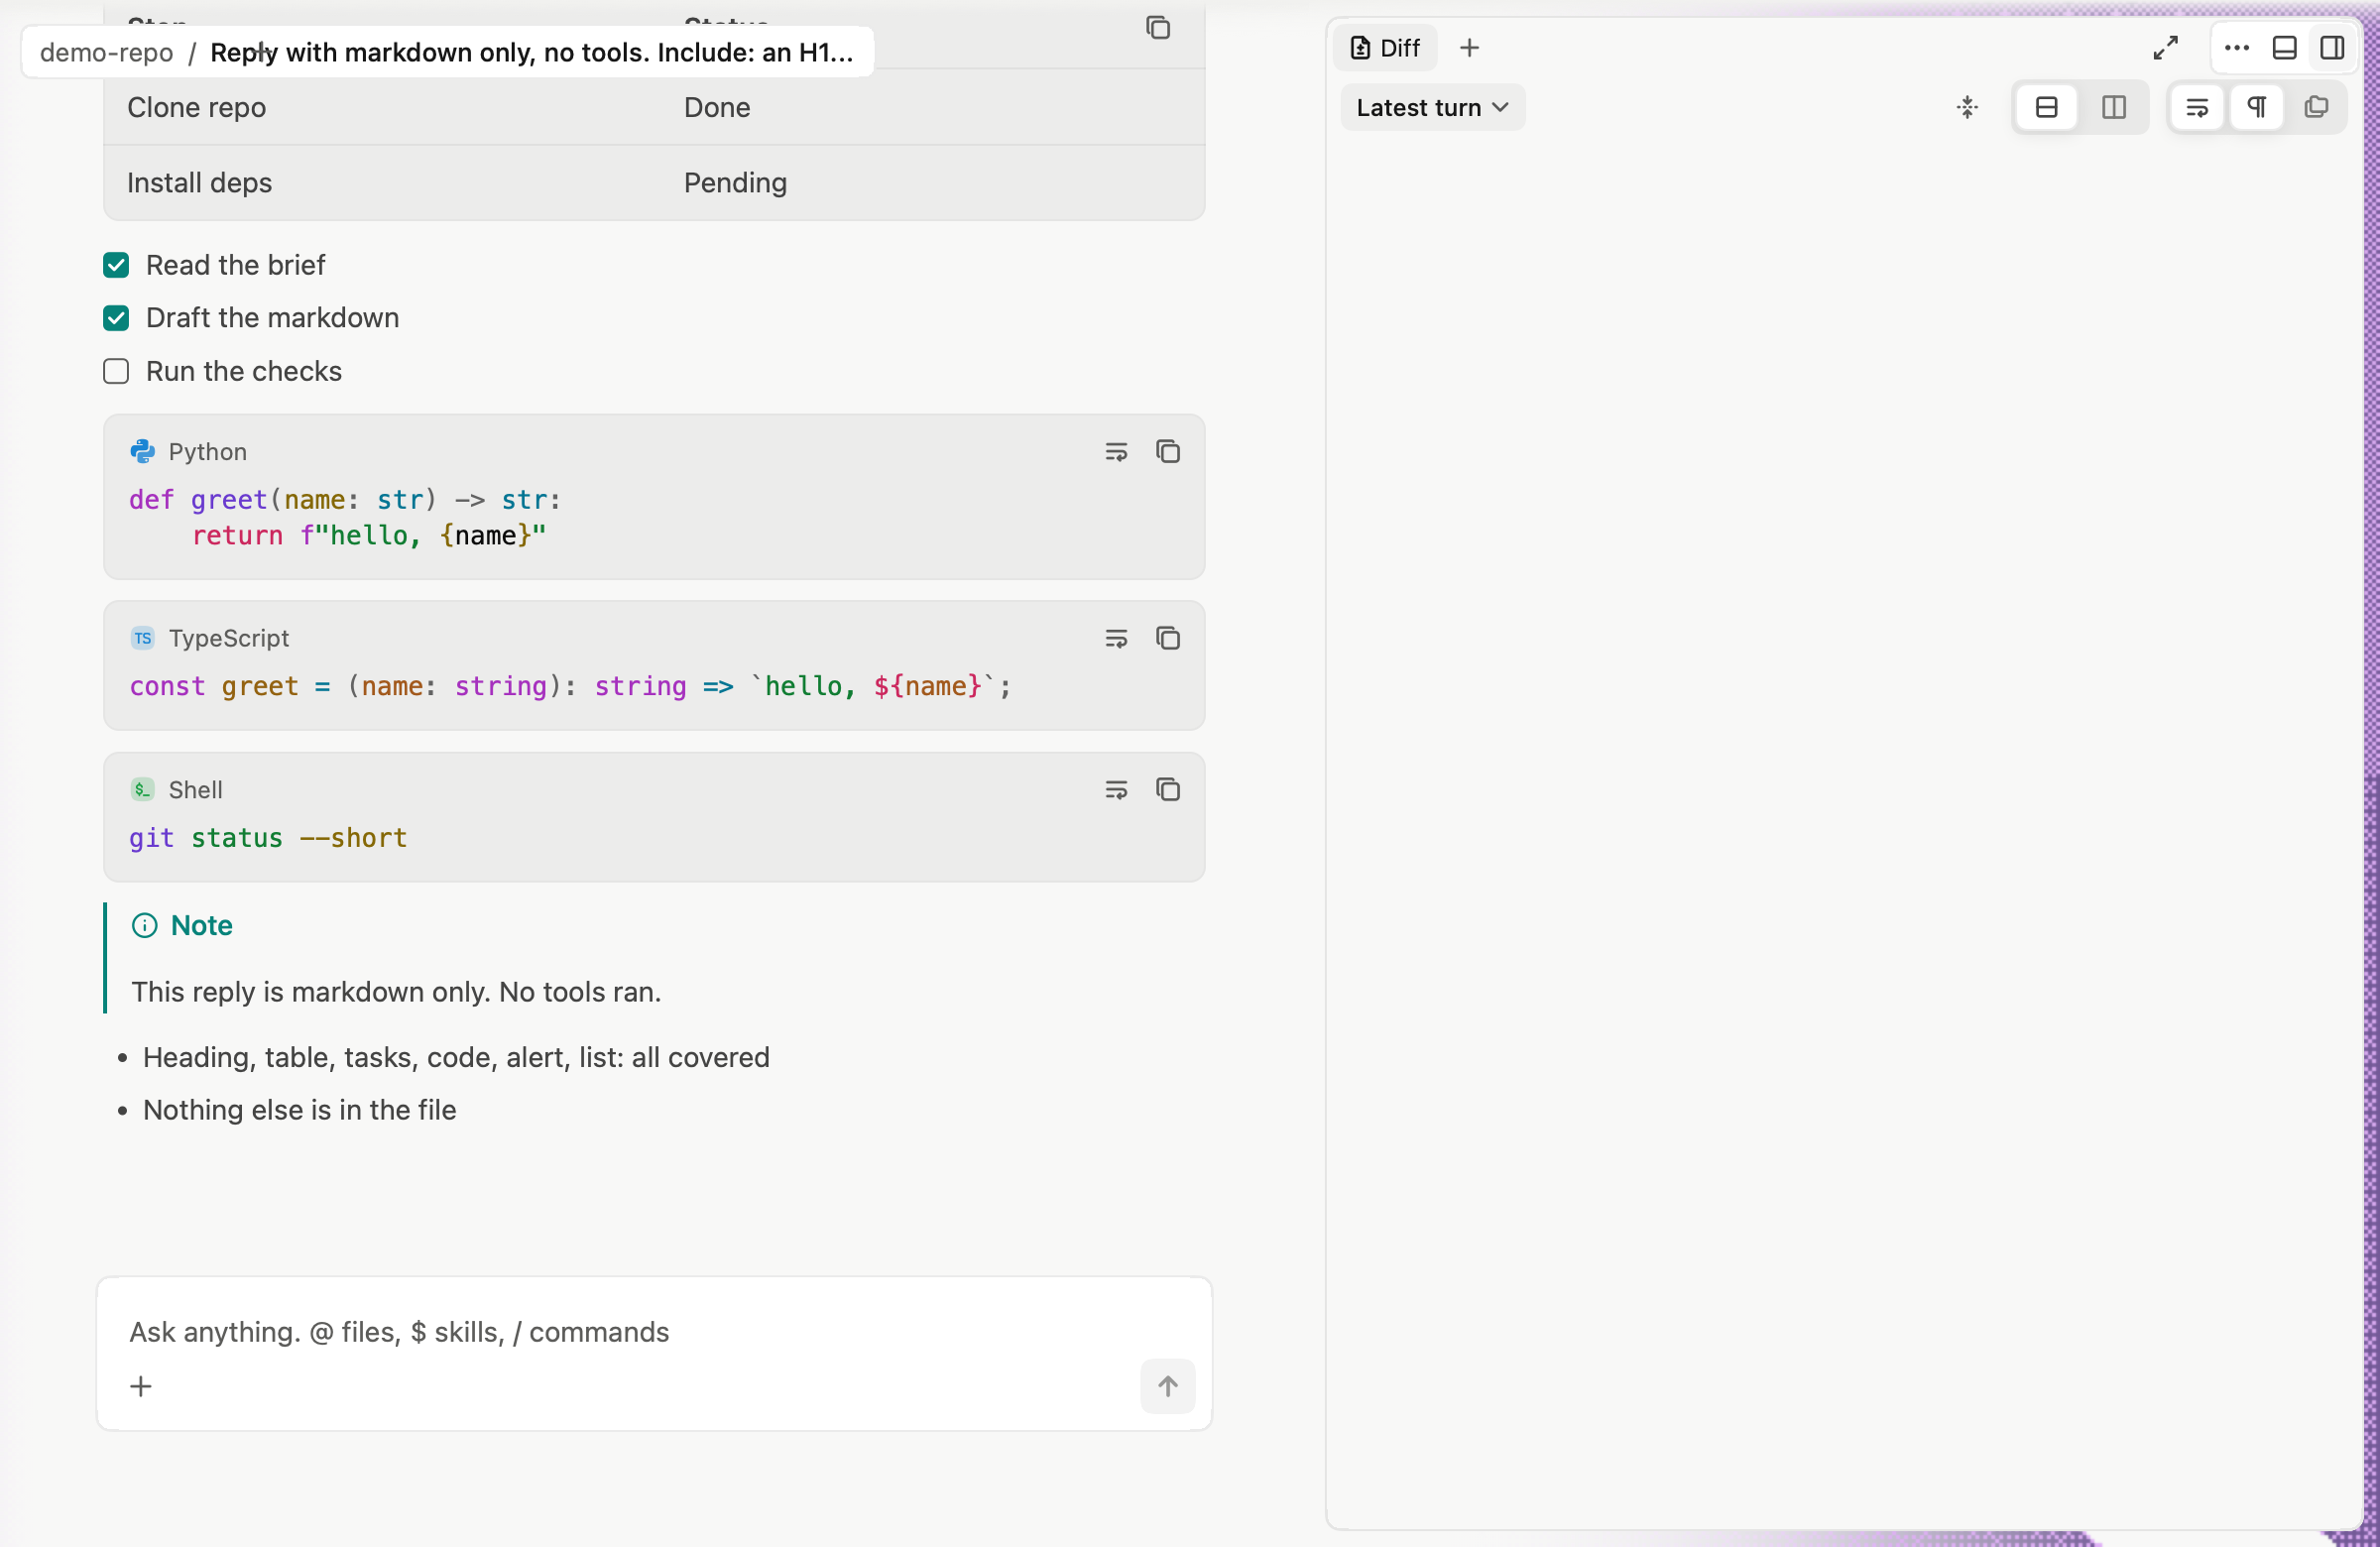 Step Status
demo-repo / Reply with markdown only, no tools. Include: an H1...
Clone repo Done
Install deps Pending
Read the brief
Draft the markdown
Run the checks
Python
def greet(name: str) -> str:
    return f"hello, {name}"
TS TypeScript
const greet = (name: string): string => `hello, ${name}`;
$_ Shell
git status --short
Note
This reply is markdown only. No tools ran.
• Heading, table, tasks, code, alert, list: all covered
• Nothing else is in the file
Ask anything. @ files, $ skills, / commands
Diff
Latest turn